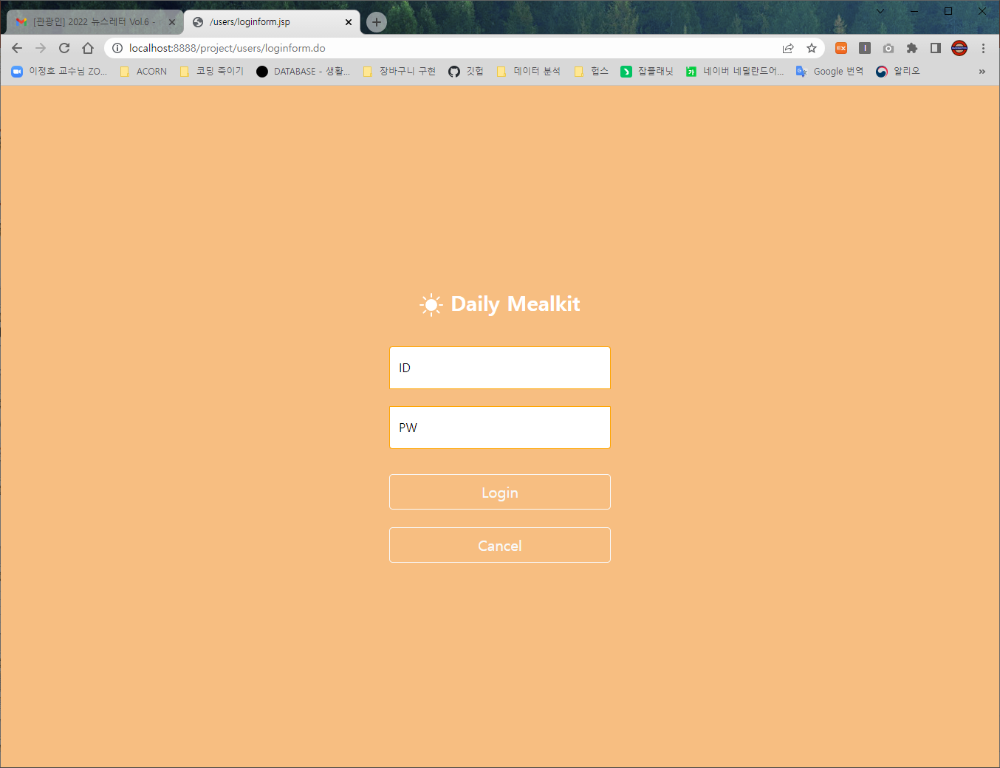 [관광인] 2022 뉴스레터 Vol.6 -
/users/loginform.jsp
localhost:8888/project/users/loginform.do
이정호 교수님 ZO...
ACORN
코딩 죽이기
DATABASE - 생활...
장바구니 구현
깃헙
데이터 분석
헙스
잡플래닛
네이버 네덜란드어...
Google 번역
알리오
»
Daily Mealkit
ID
PW
Login
Cancel